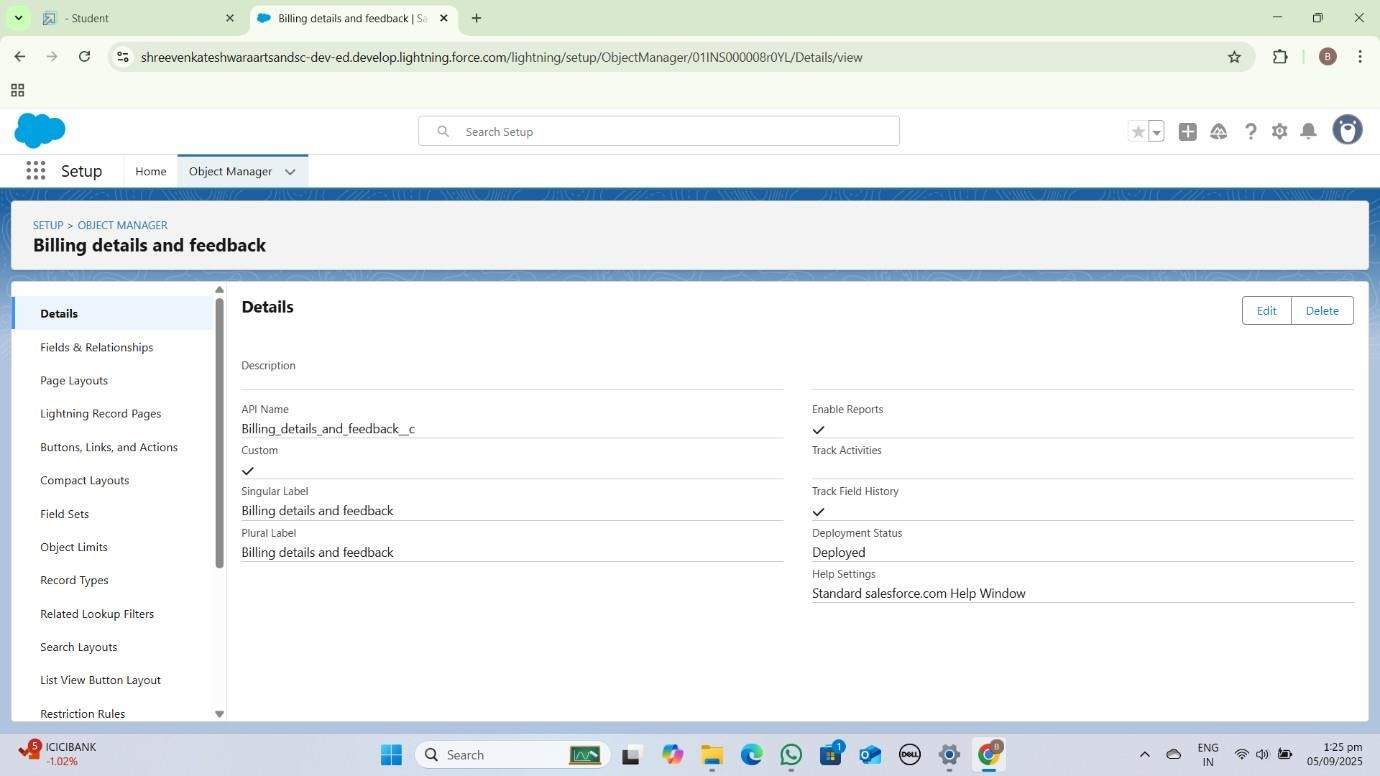 - Student
Billing details and feedback | Sa
shreevenkateshwaraartsandsc-dev-ed.develop.lightning.force.com/lightning/setup/ObjectManager/01INS000008r0YL/Details/view
B
Search Setup
Setup
Home
Object Manager
SETUP > OBJECT MANAGER
Billing details and feedback
Details
Fields & Relationships
Page Layouts
Lightning Record Pages
Buttons, Links, and Actions
Compact Layouts
Field Sets
Object Limits
Record Types
Related Lookup Filters
Search Layouts
List View Button Layout
Restriction Rules
Details
Edit
Delete
Description
API Name
Billing_details_and_feedback__c
Custom
Singular Label
Billing details and feedback
Plural Label
Billing details and feedback
Enable Reports
Track Activities
Track Field History
Deployment Status
Deployed
Help Settings
Standard salesforce.com Help Window
5
ICICIBANK
-1.02%
Search
1
DELL
B
ENG
IN
1:25 pm
05/09/2025